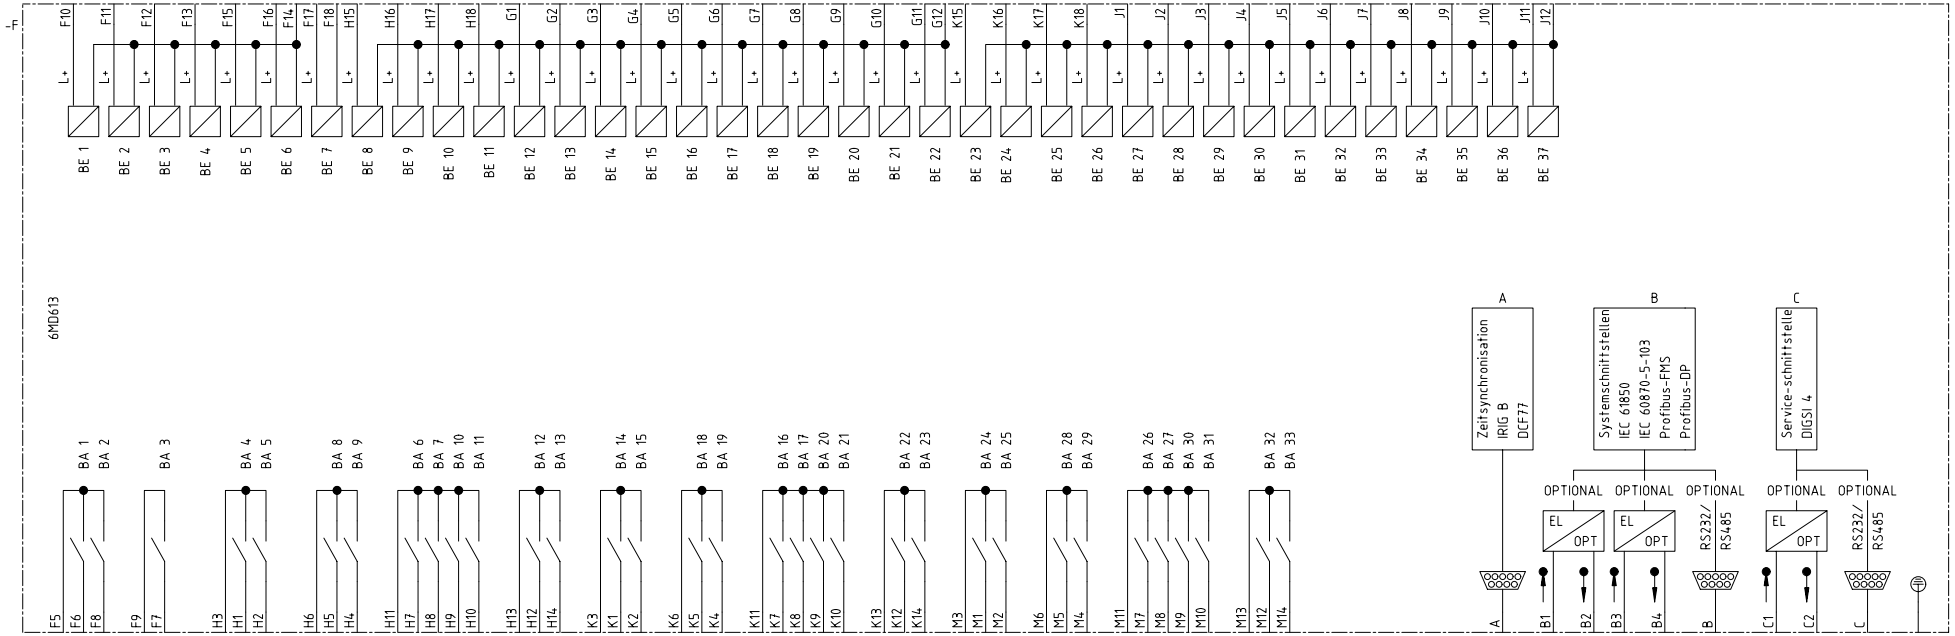 -F
F10 F11 F12 F13 F15 F16 F14 F17 F18 H15 H16 H17 H18 G1 G2 G3 G4 G5 G6 G7 G8 G9 G10 G11 G12 K15 K16 K17 K18 J1 J2 J3 J4 J5 J6 J7 J8 J9 J10 J11 J12
L+ L+ L+ L+ L+ L+ L+ L+ L+ L+ L+ L+ L+ L+ L+ L+ L+ L+ L+ L+ L+ L+ L+ L+ L+ L+ L+ L+ L+ L+ L+ L+ L+ L+ L+ L+ L+
BE 1 BE 2 BE 3 BE 4 BE 5 BE 6 BE 7 BE 8 BE 9 BE 10 BE 11 BE 12 BE 13 BE 14 BE 15 BE 16 BE 17 BE 18 BE 19 BE 20 BE 21 BE 22 BE 23 BE 24 BE 25 BE 26 BE 27 BE 28 BE 29 BE 30 BE 31 BE 32 BE 33 BE 34 BE 35 BE 36 BE 37
6MD613
A B C
Zeitsynchronisation
IRIG B
DCF77
Systemschnittstellen
IEC 61850
IEC 60870-5-103
Profibus-FMS
Profibus-DP
Service-schnittstelle
DIGSI 4
BA 1 BA 2 BA 3 BA 4 BA 5 BA 8 BA 9 BA 6 BA 7 BA 10 BA 11 BA 12 BA 13 BA 14 BA 15 BA 18 BA 19 BA 16 BA 17 BA 20 BA 21 BA 22 BA 23 BA 24 BA 25 BA 28 BA 29 BA 26 BA 27 BA 30 BA 31 BA 32 BA 33
OPTIONAL OPTIONAL OPTIONAL OPTIONAL OPTIONAL
EL OPT
EL OPT
RS232/
RS485
EL OPT
RS232/
RS485
F5 F6 F8 F9 F7 H3 H1 H2 H6 H5 H4 H11 H7 H8 H9 H10 H13 H12 H14 K3 K1 K2 K6 K5 K4 K11 K7 K8 K9 K10 K13 K12 K14 M3 M1 M2 M6 M5 M4 M11 M7 M8 M9 M10 M13 M12 M14 A B1 B2 B3 B4 B C1 C2 C